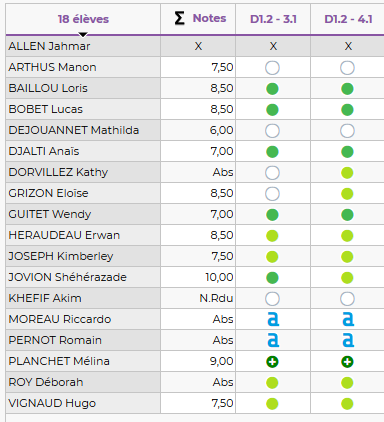 18 élèves Σ Notes D1.2 - 3.1 D1.2 - 4.1
ALLEN Jahmar X X X
ARTHUS Manon 7,50
BAILLOU Loris 8,50
BOBET Lucas 8,50
DEJOUANNET Mathilda 6,00
DJALTI Anaïs 7,00
DORVILLEZ Kathy Abs
GRIZON Eloïse 8,50
GUITET Wendy 7,00
HERAUDEAU Erwan 8,50
JOSEPH Kimberley 7,50
JOVION Shéhérazade 10,00
KHEFIF Akim N.Rdu
MOREAU Riccardo Abs a a
PERNOT Romain Abs a a
PLANCHET Mélina 9,00
ROY Déborah Abs
VIGNAUD Hugo 7,50